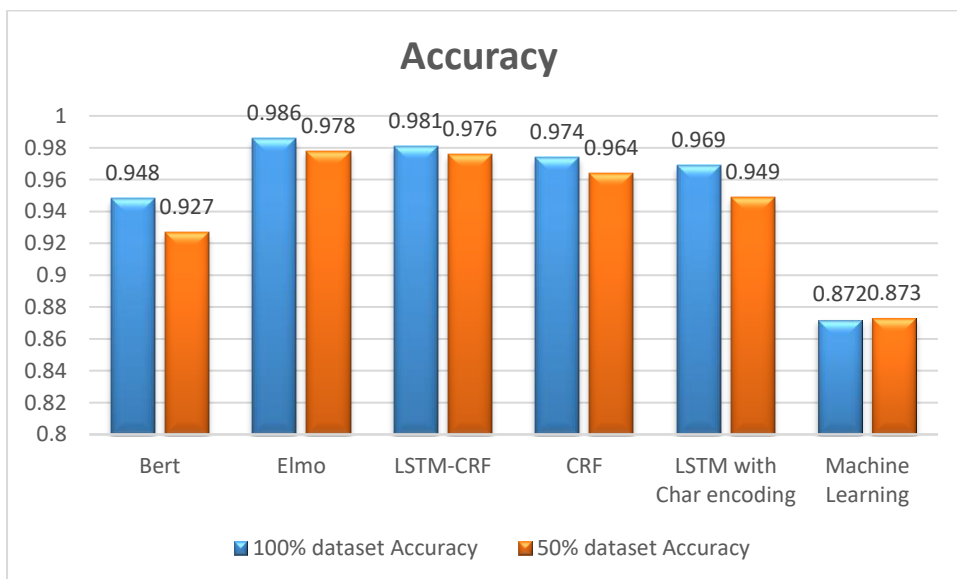 Accuracy
0.986
0.978
0.981
0.976
0.974
0.964
0.969
0.949
0.948
0.927
0.872
0.873
1
0.98
0.96
0.94
0.92
0.9
0.88
0.86
0.84
0.82
0.8
Bert
Elmo
LSTM-CRF
CRF
LSTM with
Char encoding
Machine
Learning
100% dataset Accuracy
50% dataset Accuracy